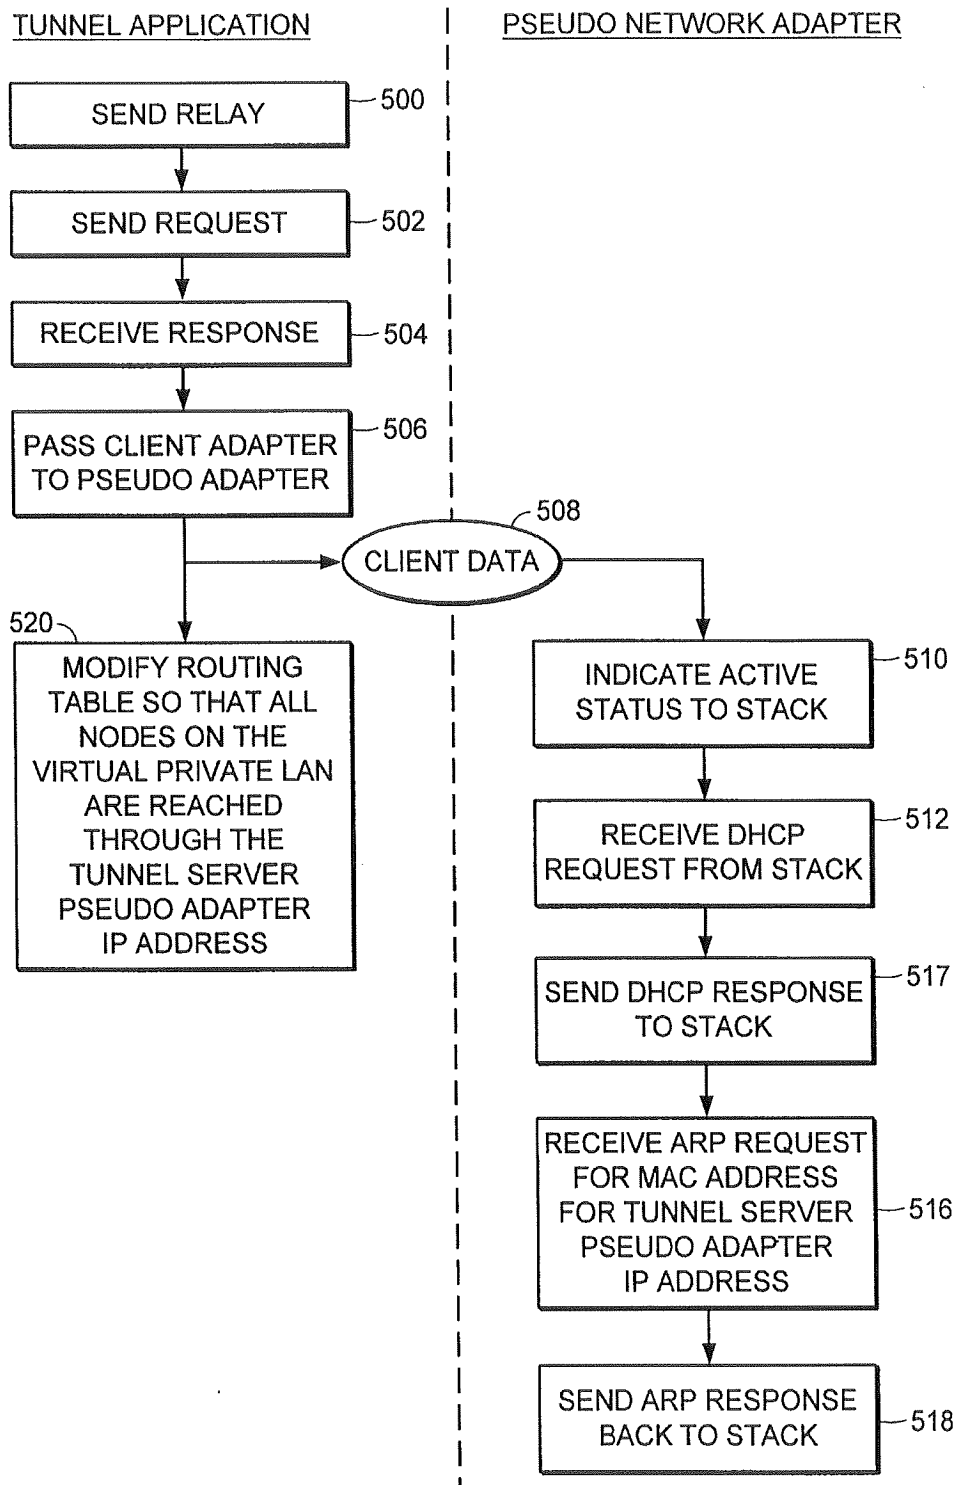 TUNNEL APPLICATION
PSEUDO NETWORK ADAPTER
SEND RELAY
500
SEND REQUEST
502
RECEIVE RESPONSE
504
PASS CLIENT ADAPTER
TO PSEUDO ADAPTER
506
CLIENT DATA
508
520
MODIFY ROUTING
TABLE SO THAT ALL
NODES ON THE
VIRTUAL PRIVATE LAN
ARE REACHED
THROUGH THE
TUNNEL SERVER
PSEUDO ADAPTER
IP ADDRESS
INDICATE ACTIVE
STATUS TO STACK
510
RECEIVE DHCP
REQUEST FROM STACK
512
SEND DHCP RESPONSE
TO STACK
517
RECEIVE ARP REQUEST
FOR MAC ADDRESS
FOR TUNNEL SERVER
PSEUDO ADAPTER
IP ADDRESS
516
SEND ARP RESPONSE
BACK TO STACK
518